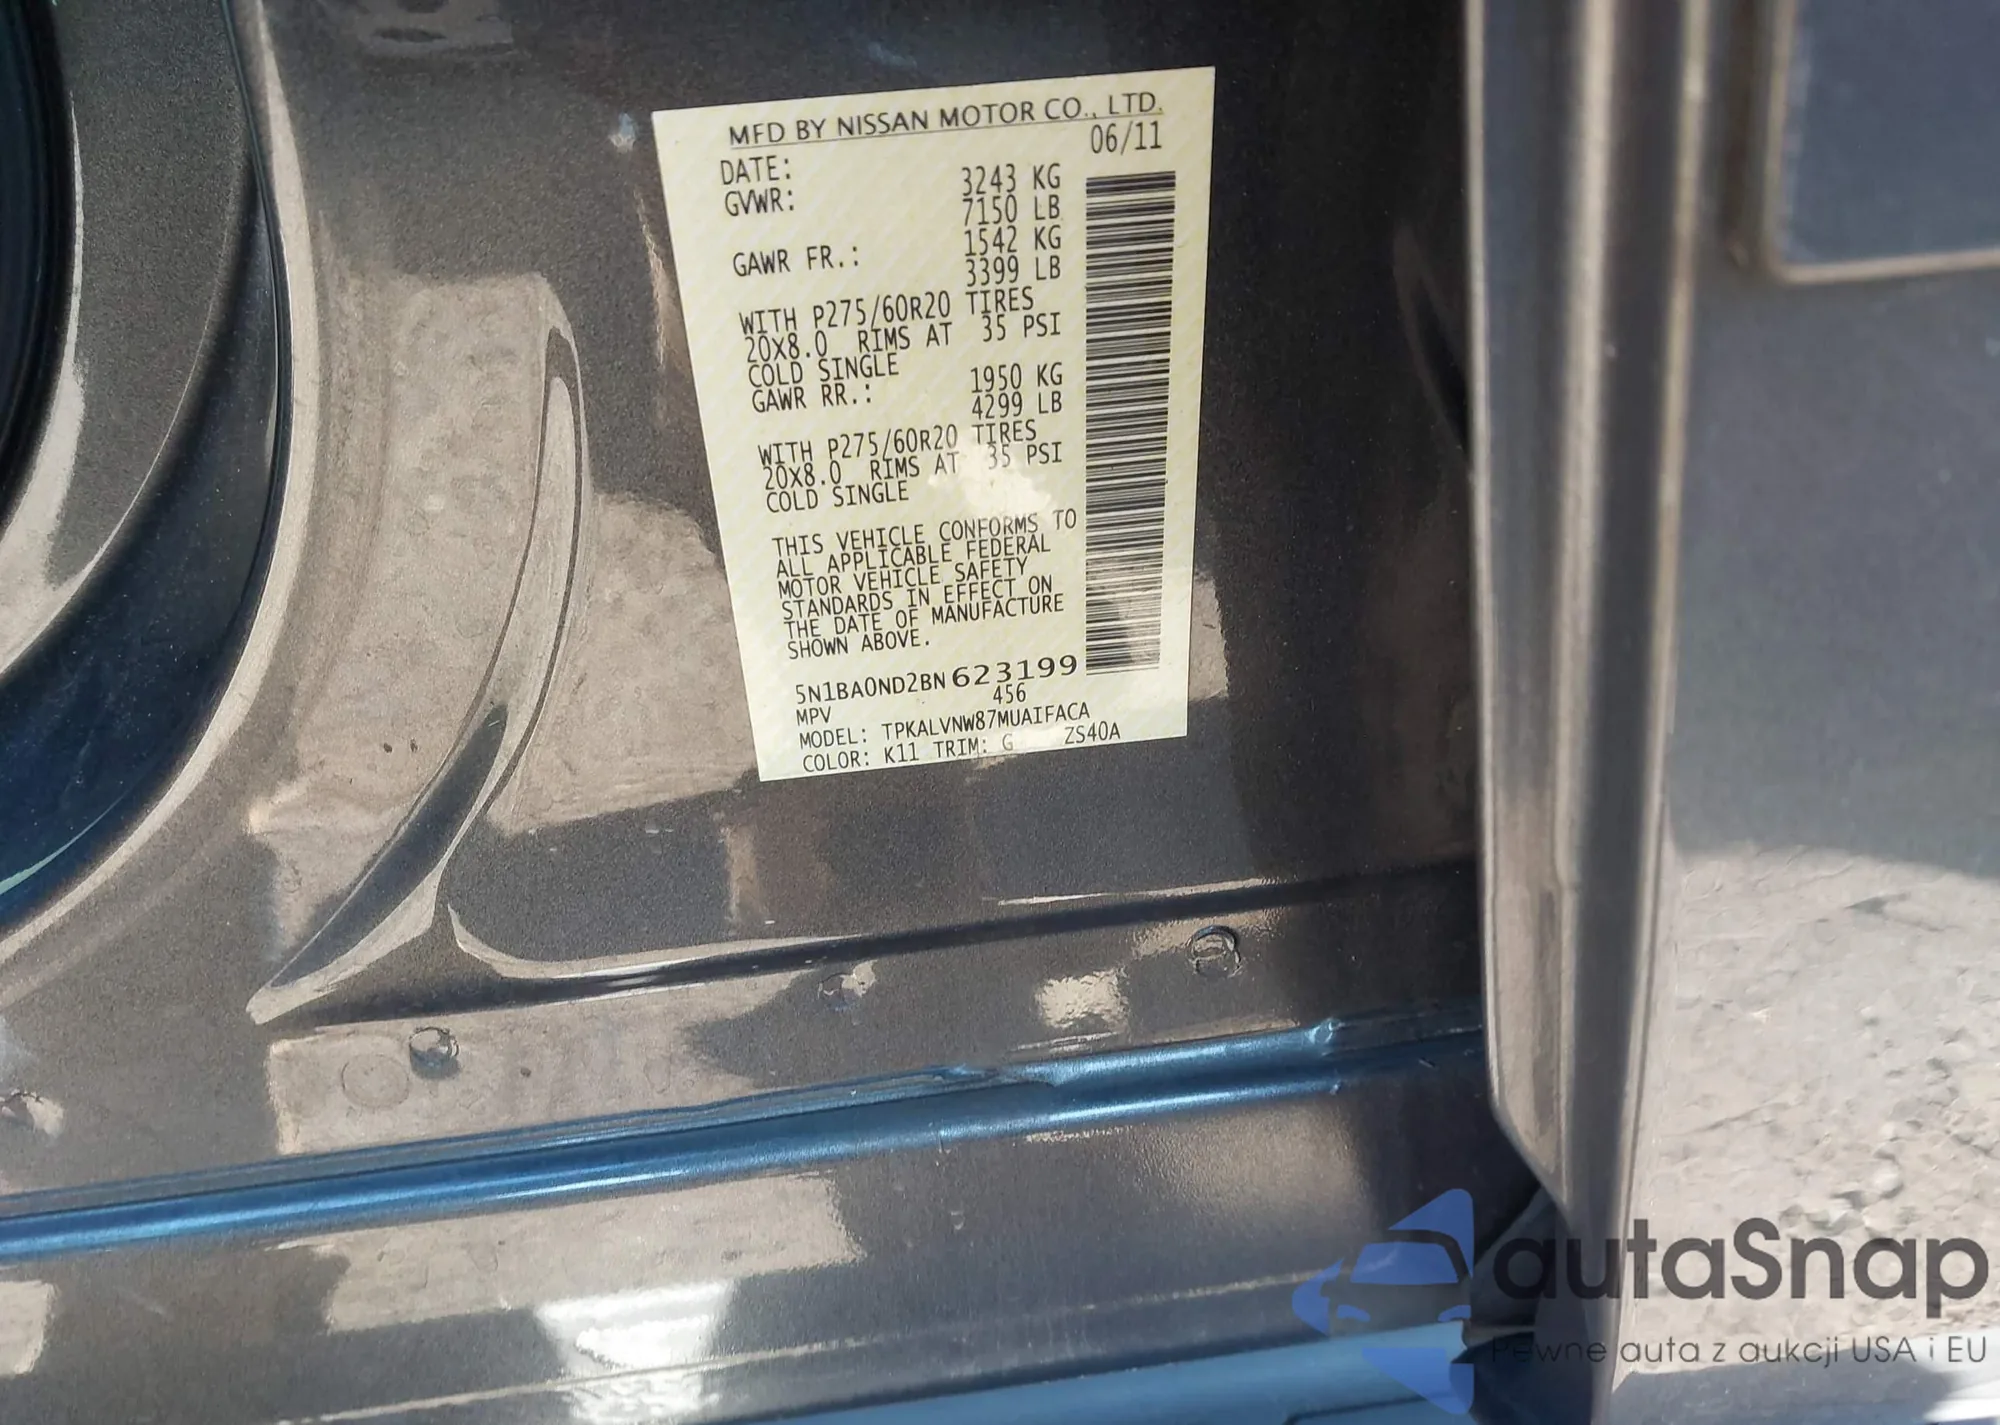 MFD BY NISSAN MOTOR CO., LTD.
DATE: 06/11
GVWR: 3243 KG
7150 LB
GAWR FR.: 1542 KG
3399 LB
WITH P275/60R20 TIRES
20X8.0 RIMS AT 35 PSI
COLD SINGLE
GAWR RR.: 1950 KG
4299 LB
WITH P275/60R20 TIRES
20X8.0 RIMS AT 35 PSI
COLD SINGLE
THIS VEHICLE CONFORMS TO
ALL APPLICABLE FEDERAL
MOTOR VEHICLE SAFETY
STANDARDS IN EFFECT ON
THE DATE OF MANUFACTURE
SHOWN ABOVE.
5N1BA0ND2BN623199
MPV 456
MODEL: TPKALVNW87MUAIFACA
COLOR: K11 TRIM: G ZS40A
autaSnap
Pewne auta z aukcji USA i EU